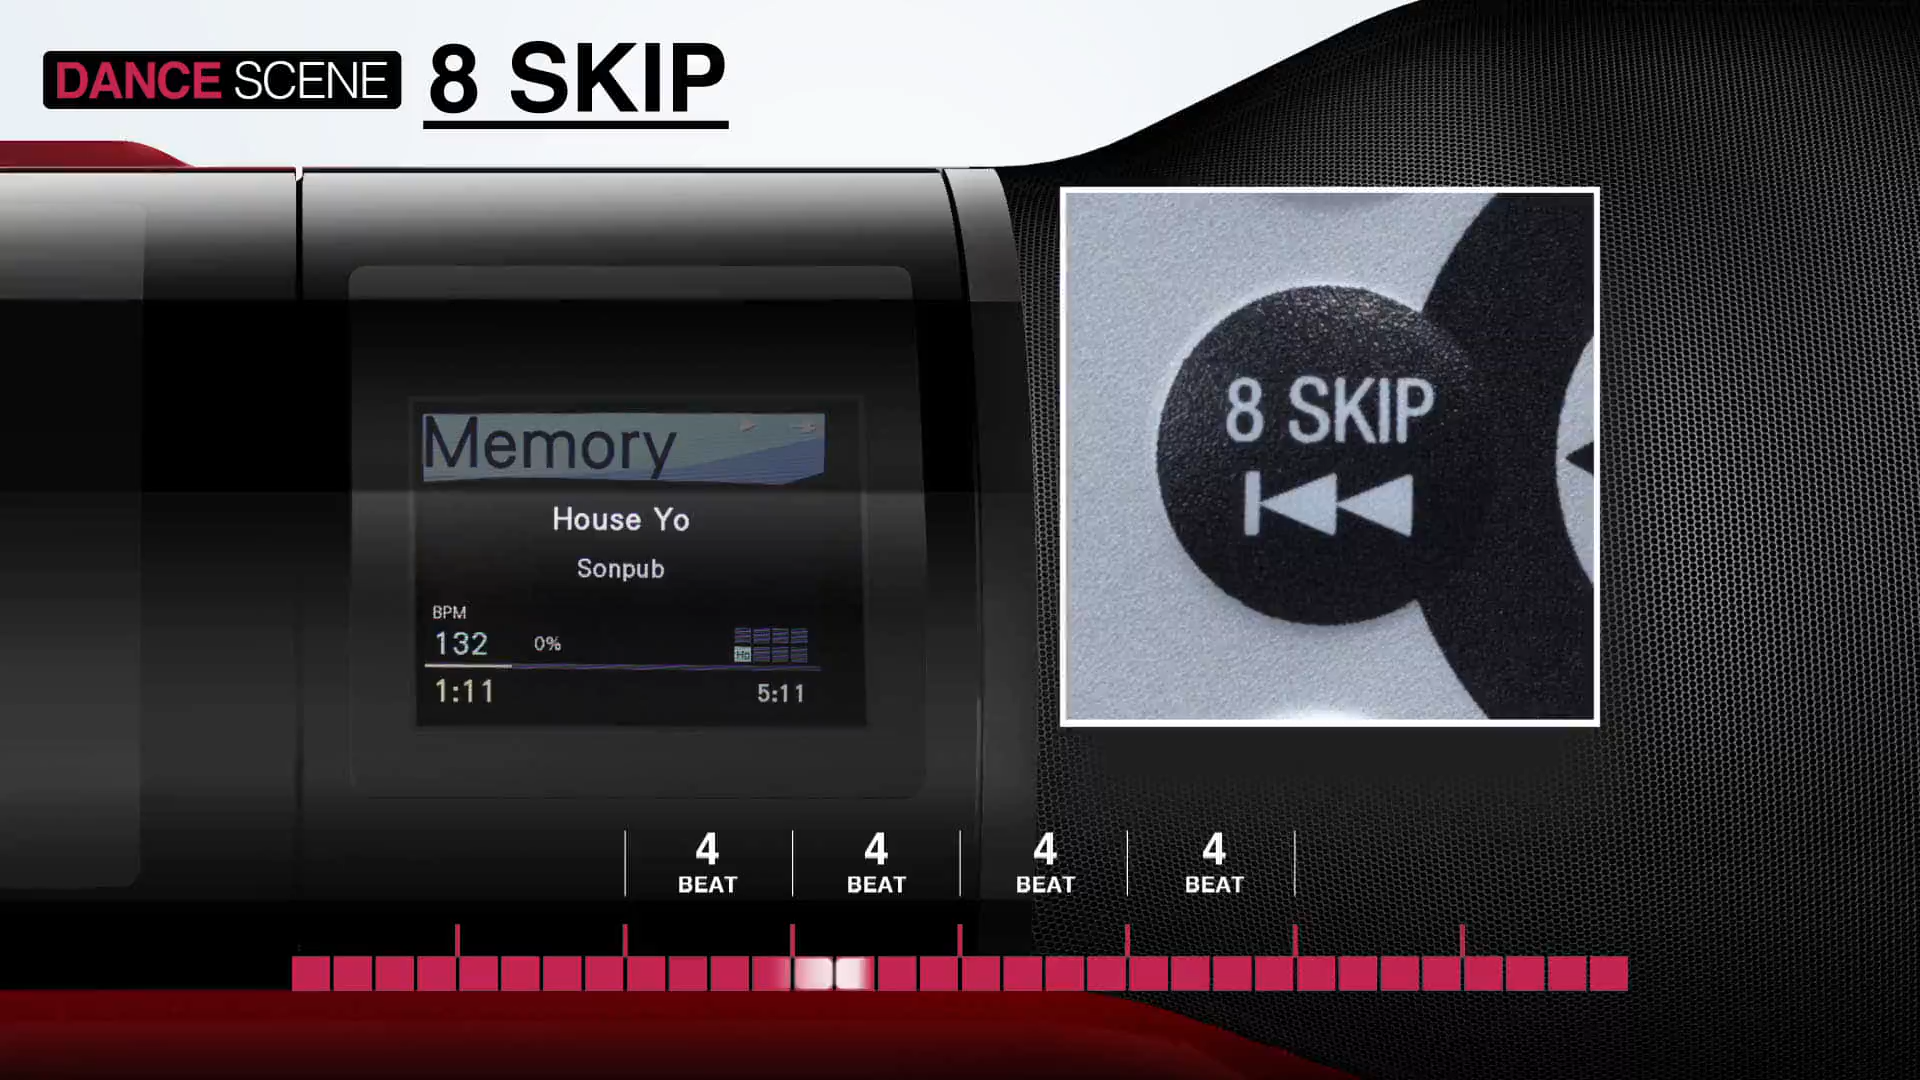 DANCE SCENE 8 SKIP
Memory
House Yo
Sonpub
BPM
132 0%
Ho
1:11 5:11
8 SKIP
4 4 4 4
BEAT BEAT BEAT BEAT